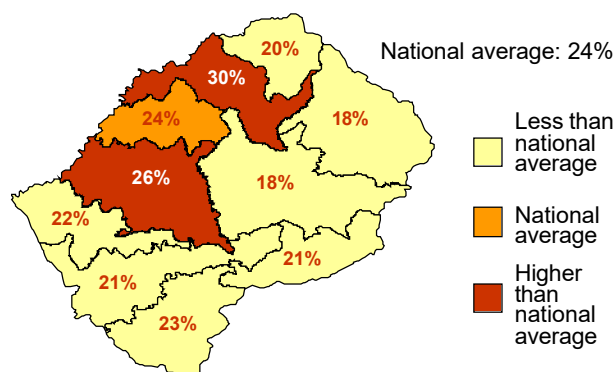 20%
National average: 24%
30%
24%
18%
26%
18%
22%
21%
21%
23%
Less than
national
average
National
average
Higher
than
national
average